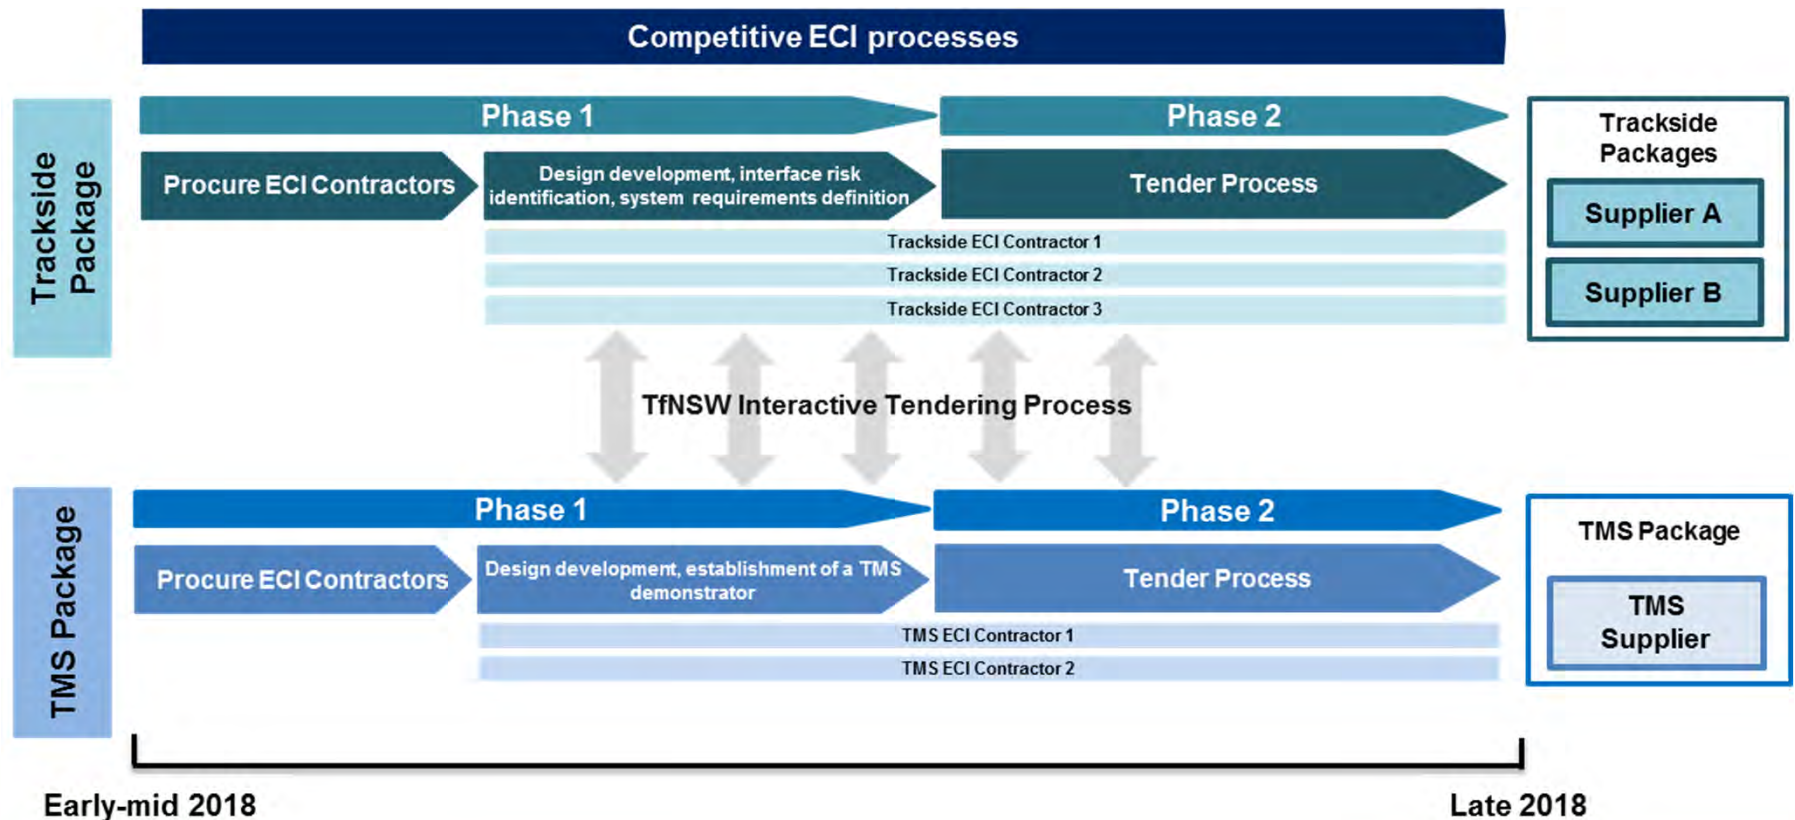 Competitive ECI processes
Trackside
Package
Phase 1
Phase 2
Procure ECI Contractors
Design development, interface risk
identification, system requirements definition
Tender Process
Trackside ECI Contractor 1
Trackside ECI Contractor 2
Trackside ECI Contractor 3
Trackside
Packages
Supplier A
Supplier B
TfNSW Interactive Tendering Process
TMS Package
Phase 1
Phase 2
Procure ECI Contractors
Design development, establishment of a TMS
demonstrator
Tender Process
TMS ECI Contractor 1
TMS ECI Contractor 2
TMS Package
TMS
Supplier
Early-mid 2018
Late 2018